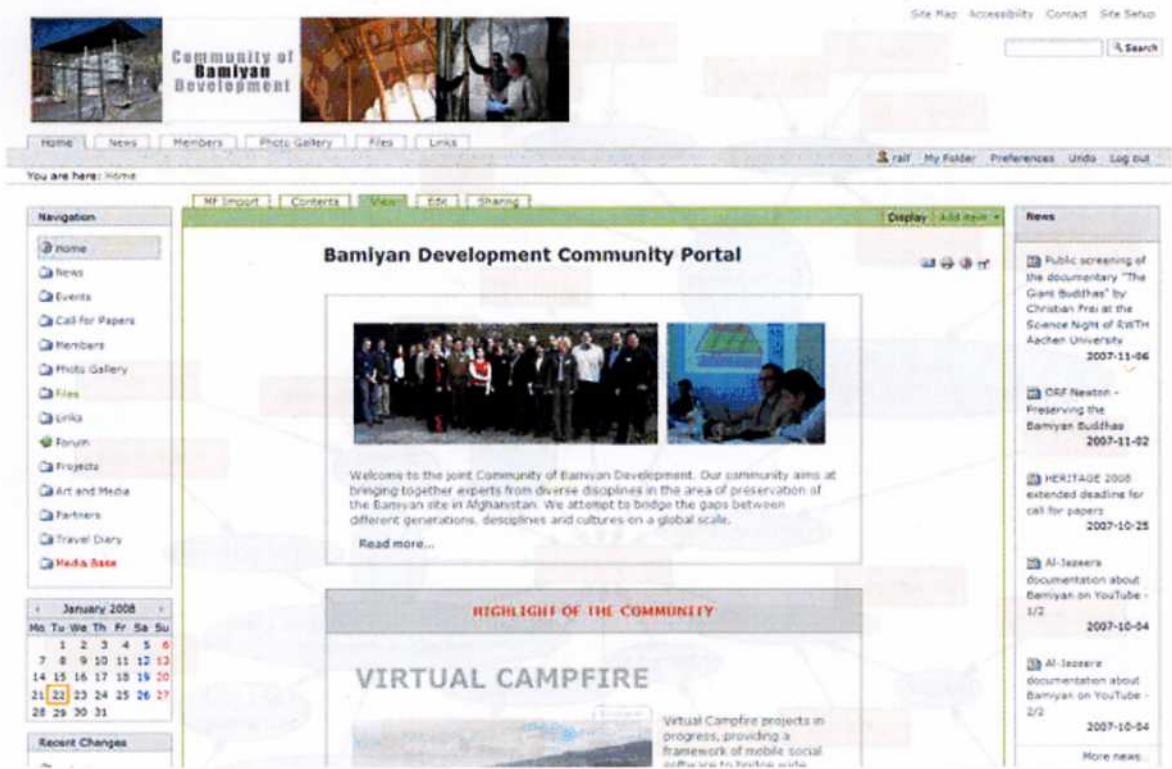 Site Map Accessibility Contact Site Setup
Community of
Bamiyan
Development
Search
Home News Members Photo Gallery Files Links
ralf My Folder Preferences Undo Log out
You are here: Home
Navigation
Home
News
Events
Call for Papers
Members
Photo Gallery
Files
Links
Forum
Projects
Art and Media
Partners
Travel Diary
Media Base
January 2008
Mo Tu We Th Fr Sa Su
1 2 3 4 5 6
7 8 9 10 11 12 13
14 15 16 17 18 19 20
21 22 23 24 25 26 27
28 29 30 31
Recent Changes
MF Import Contents View Edit Sharing
Display Add item
Bamiyan Development Community Portal
Welcome to the joint Community of Bamiyan Development. Our community aims at
bringing together experts from diverse disciplines in the area of preservation of
the Bamiyan site in Afghanistan. We attempt to bridge the gaps between
different generations, desciplines and cultures on a global scale.
Read more...
HIGHLIGHT OF THE COMMUNITY
VIRTUAL CAMPFIRE
Virtual Campfire projects in
progress, providing a
framework of mobile social
software to bridge wide
News
Public screening of
the documentary "The
Giant Buddhas" by
Christian Frei at the
Science Night of RWTH
Aachen University
2007-11-06
ORF Newton -
Preserving the
Bamiyan Buddhas
2007-11-02
HERITAGE 2008
extended deadline for
call for papers
2007-10-25
Al-Jazeera
documentation about
Bamiyan on YouTube -
1/2
2007-10-04
Al-Jazeera
documentation about
Bamiyan on YouTube -
2/2
2007-10-04
More news...